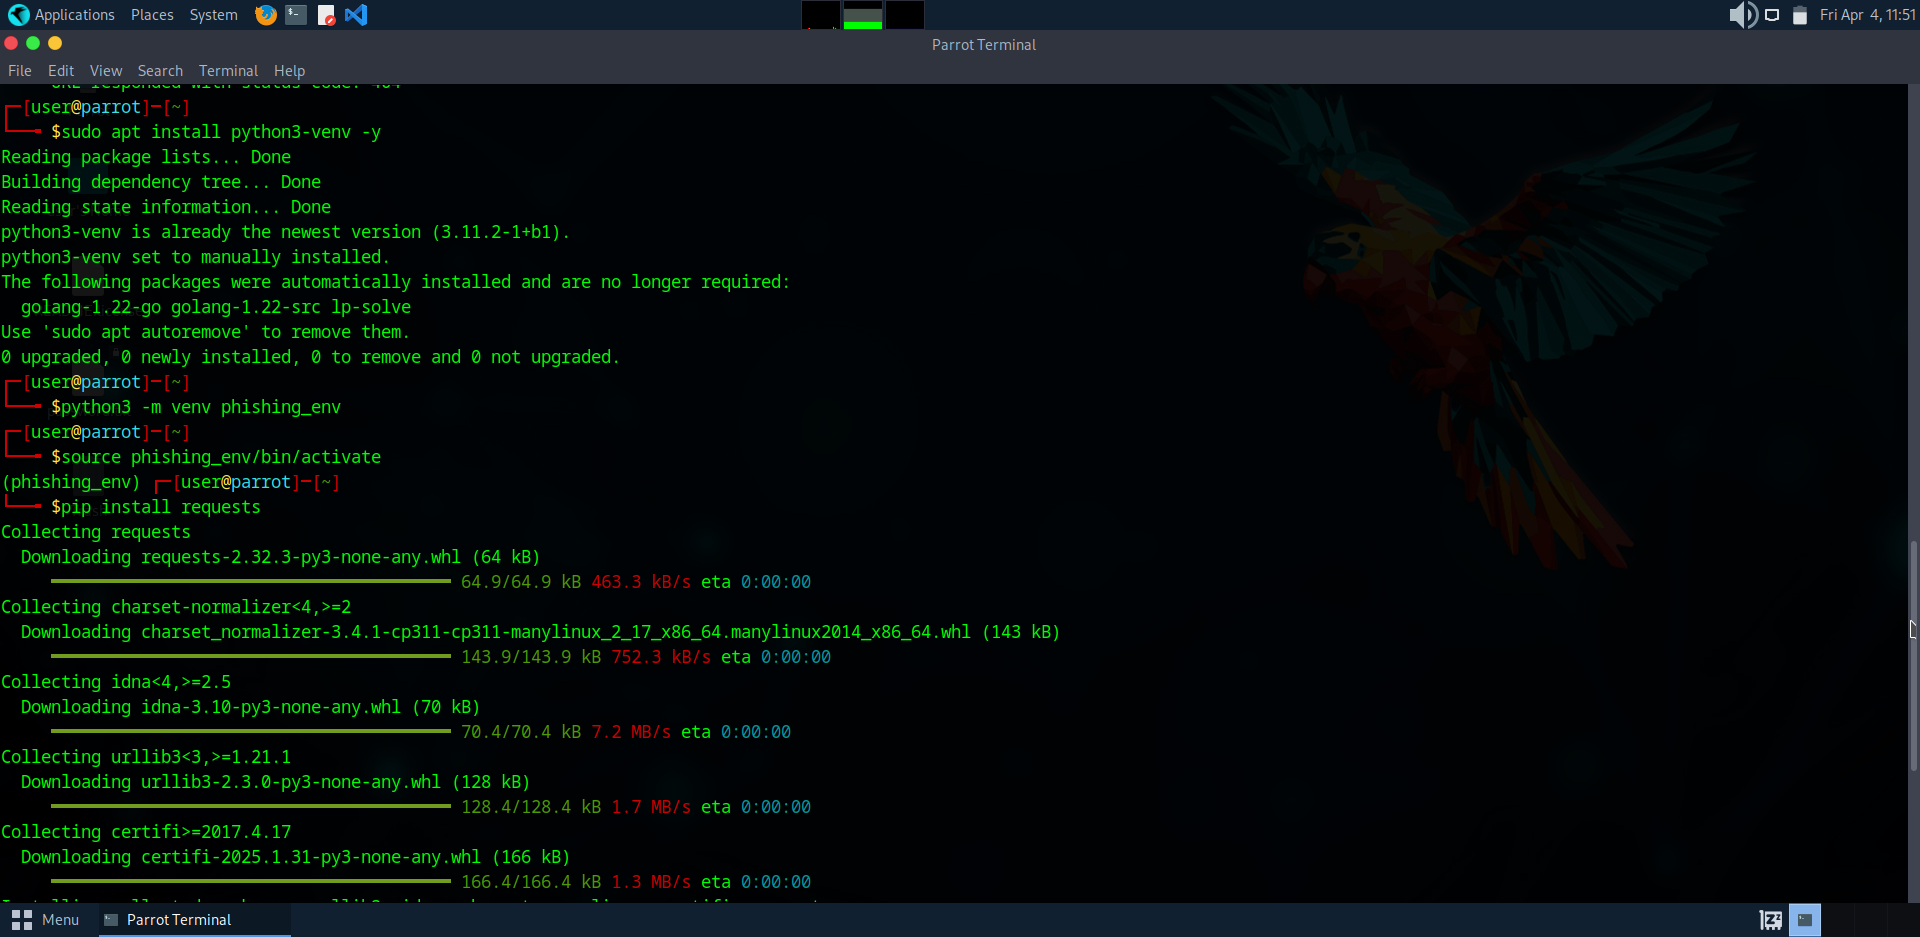 Applications Places System Fri Apr 4, 11:51
Parrot Terminal
File Edit View Search Terminal Help
URL responded with status code: 404
┌─[user@parrot]─[~]
└──╼ $sudo apt install python3-venv -y
Reading package lists... Done
Building dependency tree... Done
Reading state information... Done
python3-venv is already the newest version (3.11.2-1+b1).
python3-venv set to manually installed.
The following packages were automatically installed and are no longer required:
golang-1.22-go golang-1.22-src lp-solve
Use 'sudo apt autoremove' to remove them.
0 upgraded, 0 newly installed, 0 to remove and 0 not upgraded.
┌─[user@parrot]─[~]
└──╼ $python3 -m venv phishing_env
┌─[user@parrot]─[~]
└──╼ $source phishing_env/bin/activate
(phishing_env) ┌─[user@parrot]─[~]
└──╼ $pip install requests
Collecting requests
Downloading requests-2.32.3-py3-none-any.whl (64 kB)
64.9/64.9 kB 463.3 kB/s eta 0:00:00
Collecting charset-normalizer<4,>=2
Downloading charset_normalizer-3.4.1-cp311-cp311-manylinux_2_17_x86_64.manylinux2014_x86_64.whl (143 kB)
143.9/143.9 kB 752.3 kB/s eta 0:00:00
Collecting idna<4,>=2.5
Downloading idna-3.10-py3-none-any.whl (70 kB)
70.4/70.4 kB 7.2 MB/s eta 0:00:00
Collecting urllib3<3,>=1.21.1
Downloading urllib3-2.3.0-py3-none-any.whl (128 kB)
128.4/128.4 kB 1.7 MB/s eta 0:00:00
Collecting certifi>=2017.4.17
Downloading certifi-2025.1.31-py3-none-any.whl (166 kB)
166.4/166.4 kB 1.3 MB/s eta 0:00:00
Menu Parrot Terminal